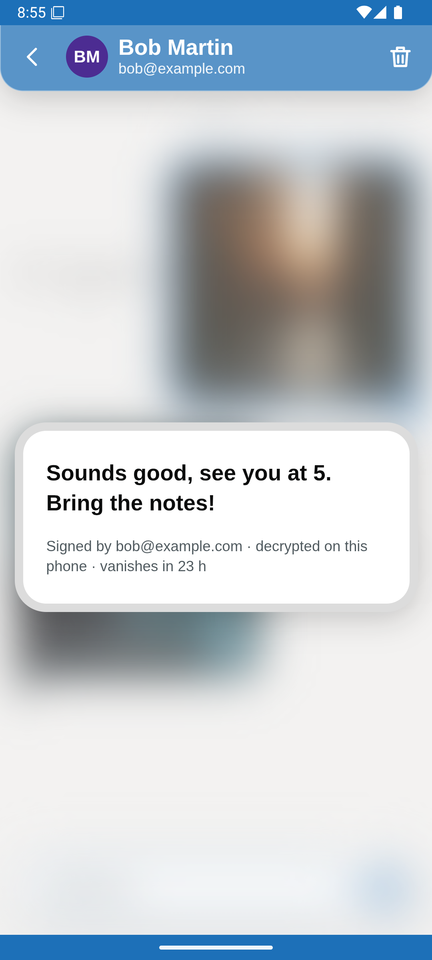 8:55
BM
Bob Martin
bob@example.com
Sounds good, see you at 5.
Bring the notes!
Signed by bob@example.com · decrypted on this
phone · vanishes in 23 h